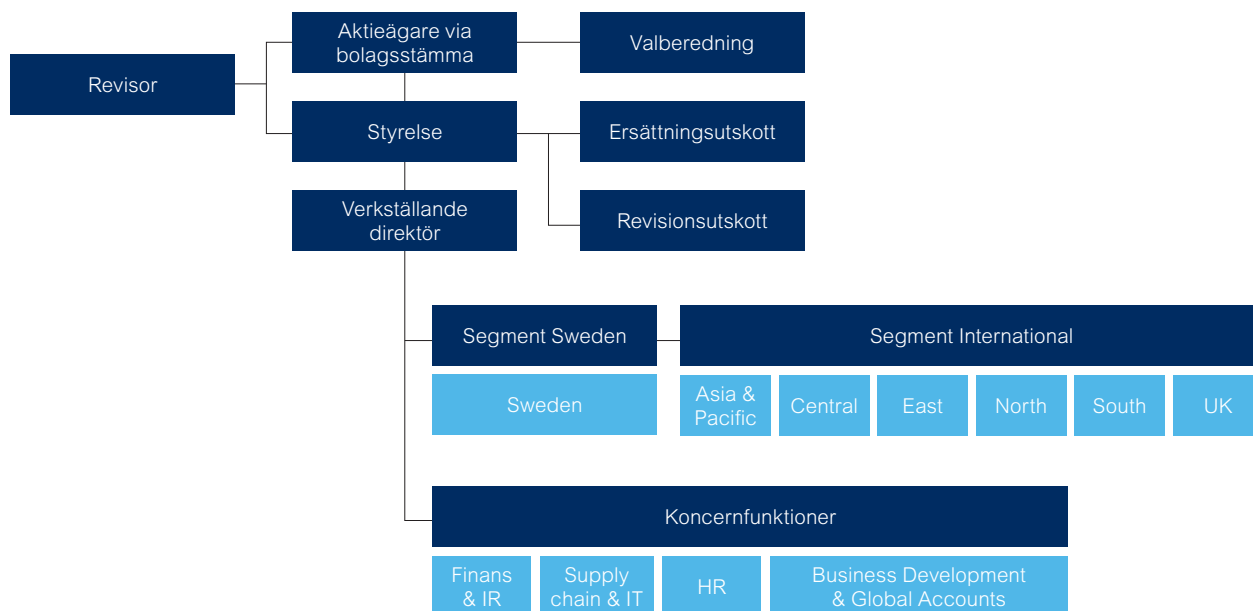 Aktieägare via
bolagsstämma
Valberedning
Revisor
Styrelse
Ersättningsutskott
Verkställande
direktör
Revisionsutskott
Segment Sweden
Segment International
Sweden
Asia &
Pacific
Central
East
North
South
UK
Koncernfunktioner
Finans
& IR
Supply
chain & IT
HR
Business Development
& Global Accounts